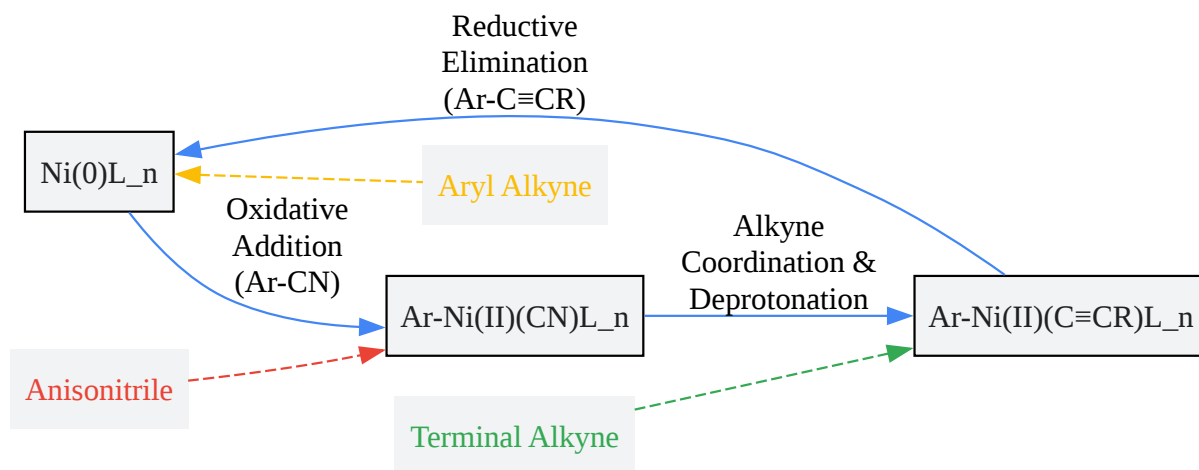 Reductive
Elimination
(Ar-C≡CR)
Ni(0)L_n
Aryl Alkyne
Oxidative
Addition
(Ar-CN)
Alkyne
Coordination &
Deprotonation
Ar-Ni(II)(CN)L_n
Ar-Ni(II)(C≡CR)L_n
Anisonitrile
Terminal Alkyne